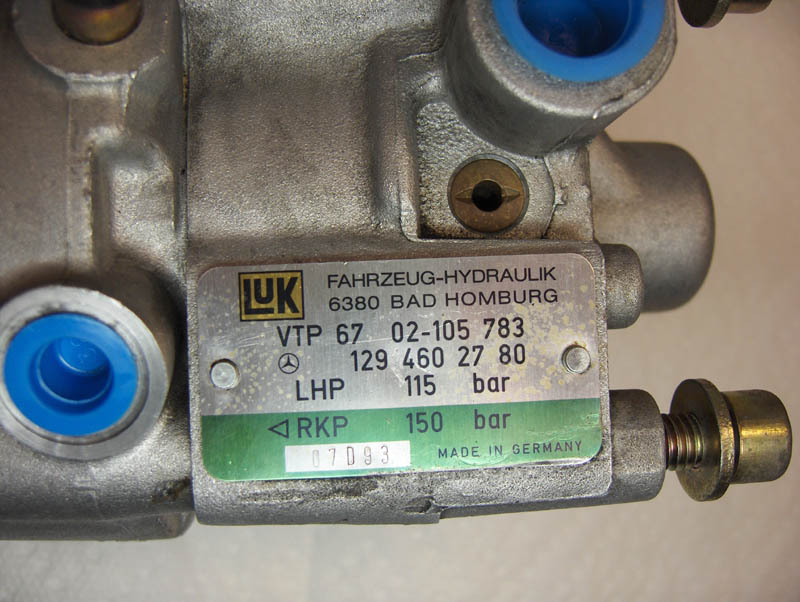 LUK
FAHRZEUG-HYDRAULIK
6380 BAD HOMBURG
VTP 67 02-105 783
129 460 27 80
LHP 115 bar
RKP 150 bar
07D93
MADE IN GERMANY